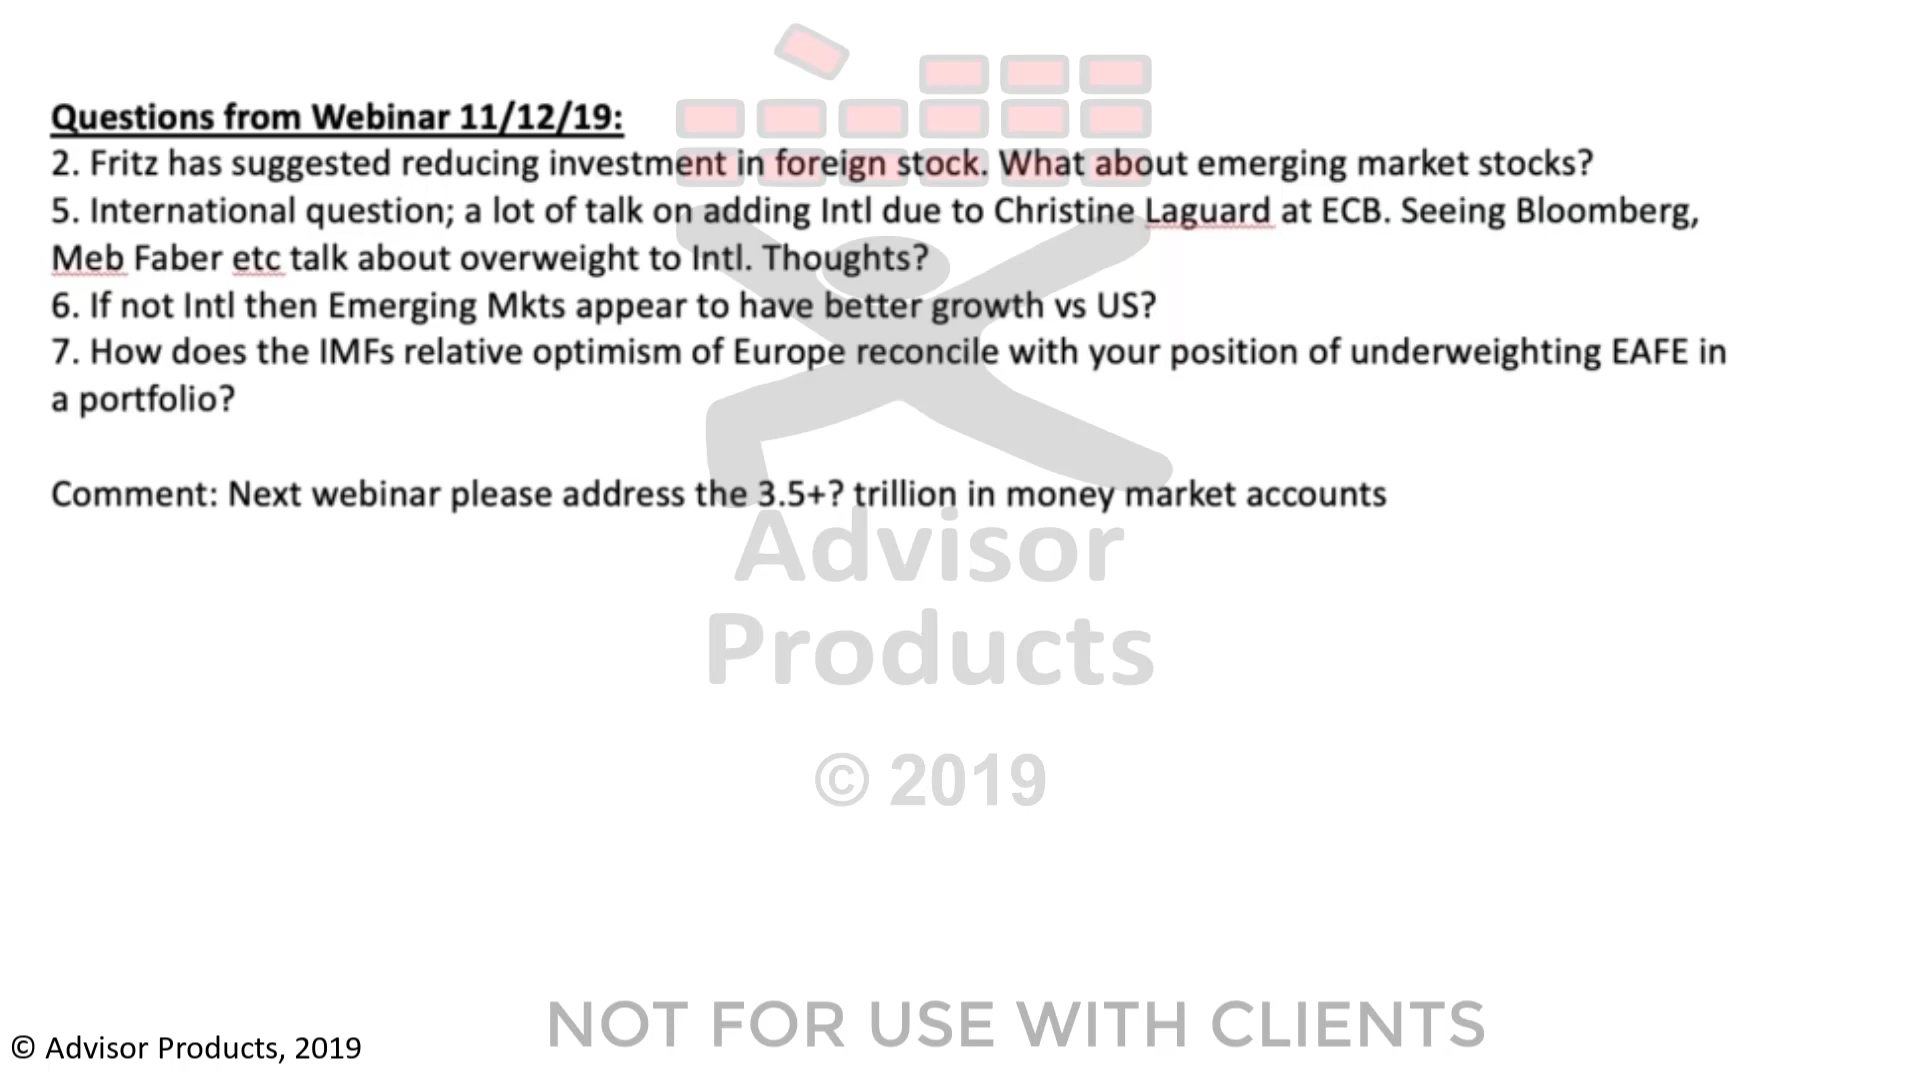 Questions from Webinar 11/12/19:
2. Fritz has suggested reducing investment in foreign stock. What about emerging market stocks?
5. International question; a lot of talk on adding Intl due to Christine Laguard at ECB. Seeing Bloomberg,
Meb Faber etc talk about overweight to Intl. Thoughts?
6. If not Intl then Emerging Mkts appear to have better growth vs US?
7. How does the IMFs relative optimism of Europe reconcile with your position of underweighting EAFE in
a portfolio?
Comment: Next webinar please address the 3.5+? trillion in money market accounts
Advisor
Products
© 2019
NOT FOR USE WITH CLIENTS
© Advisor Products, 2019